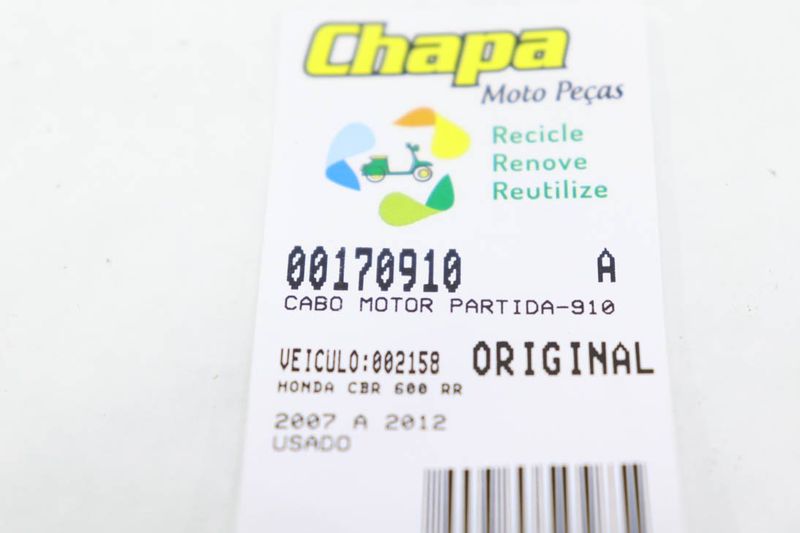 Chapa
Moto Peças
Recicle
Renove
Reutilize
00170910 A
CABO MOTOR PARTIDA-910
VEICULO:002158 ORIGINAL
HONDA CBR 600 RR
2007 A 2012
USADO